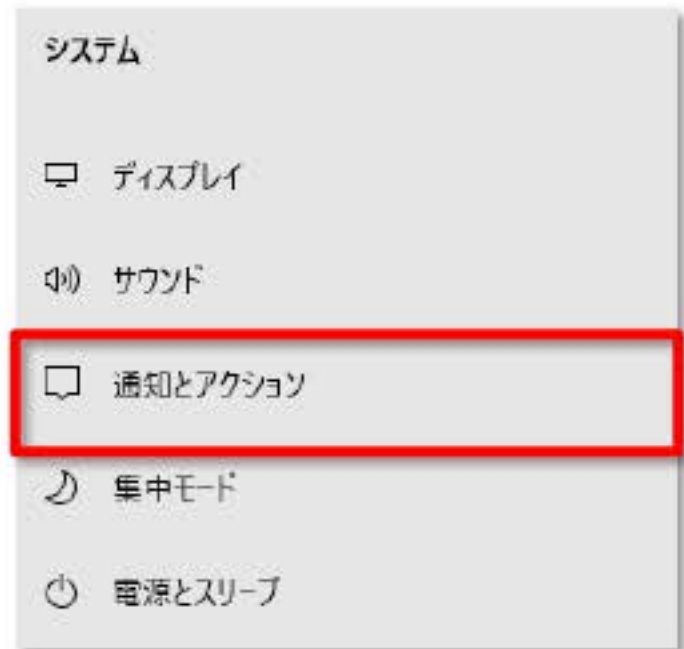 システム
ディスプレイ
サウンド
通知とアクション
集中モード
電源とスリープ